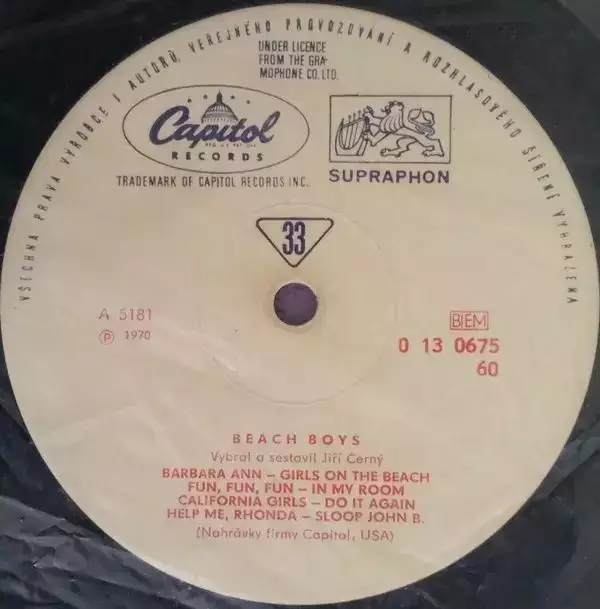 VŠECHNA PRÁVA VÝROBCE I AUTORŮ, VEŘEJNÉHO PROVOZOVÁNÍ A ROZHLASOVÉHO ŠÍŘENÍ VYHRAZENA
UNDER LICENCE
FROM THE GRA-
MOPHONE CO. LTD.
Capitol
RECORDS
TRADEMARK OF CAPITOL RECORDS INC.
SUPRAPHON
33
A 5181
Ⓟ 1970
BIEM
0 13 0675
60
BEACH BOYS
Vybral a sestavil Jiří Černý
BARBARA ANN – GIRLS ON THE BEACH
FUN, FUN, FUN – IN MY ROOM
CALIFORNIA GIRLS – DO IT AGAIN
HELP ME, RHONDA – SLOOP JOHN B.
(Nahrávky firmy Capitol, USA)